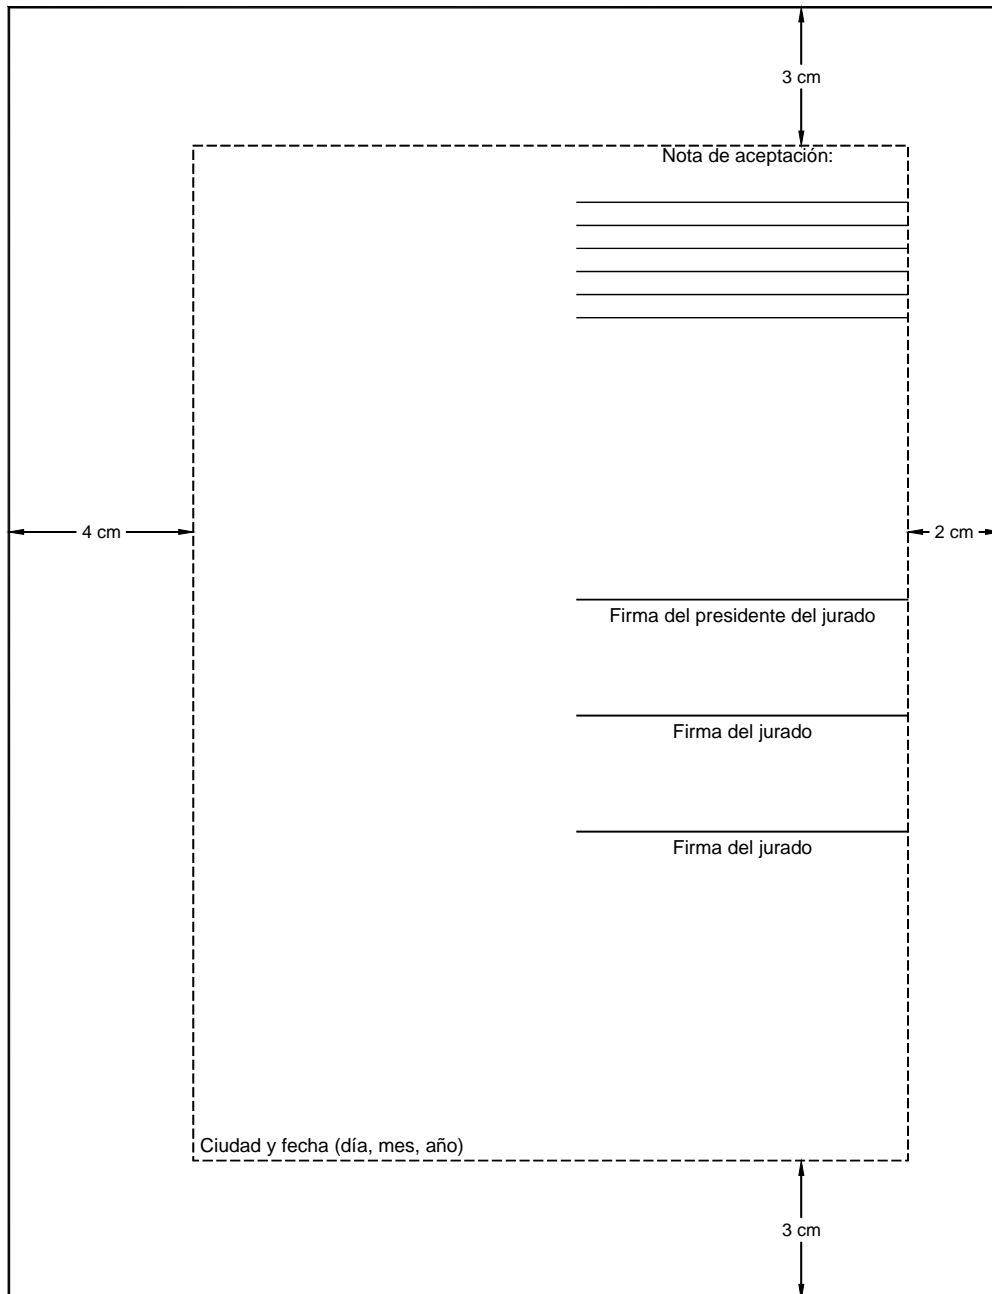 3 cm
Nota de aceptación:
4 cm
2 cm
Firma del presidente del jurado
Firma del jurado
Firma del jurado
Ciudad y fecha (día, mes, año)
3 cm